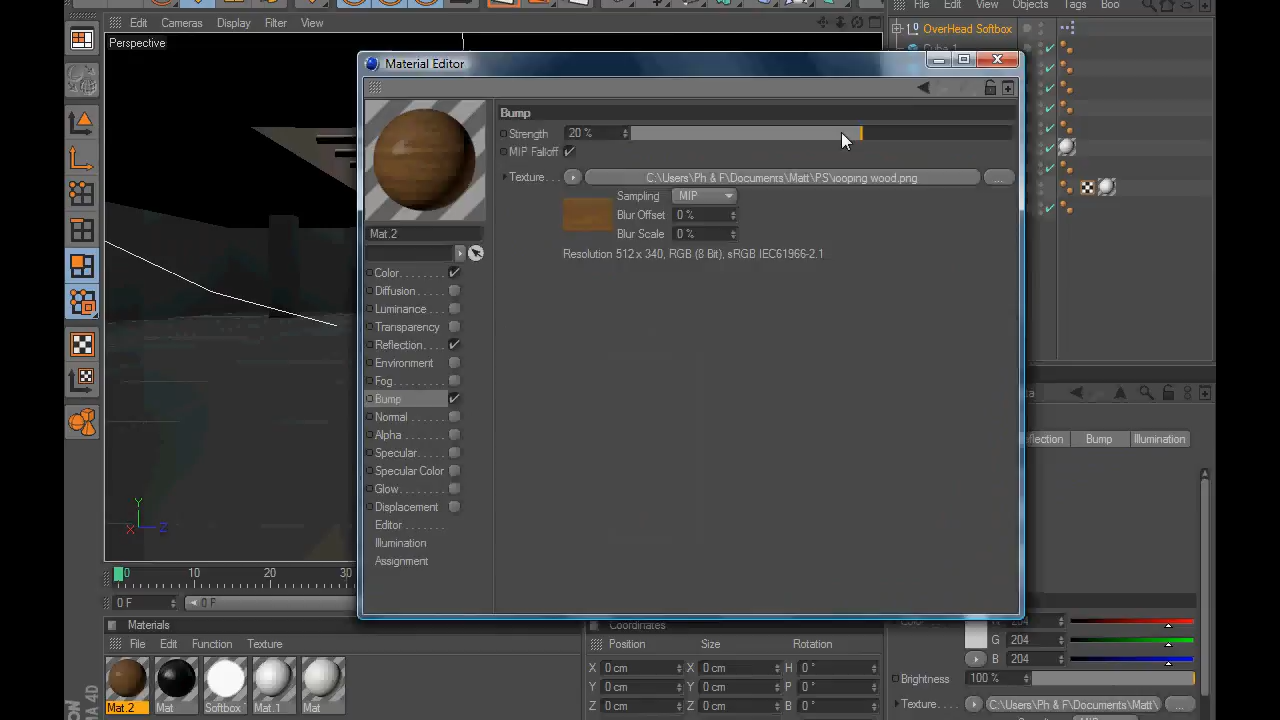 Edit Cameras Display Filter View
File Edit View Objects Tags Boo
Perspective
OverHead Softbox
Cube.1
Material Editor
Bump
Strength 20 %
MIP Falloff
Texture . . . C:\Users\Ph & F\Documents\Matt\PS\looping wood.png ...
Sampling MIP
Blur Offset 0 %
Blur Scale 0 %
Resolution 512 x 340, RGB (8 Bit), sRGB IEC61966-2.1
Mat.2
Color
Diffusion
Luminance
Transparency
Reflection
Environment
Fog
Bump
Normal
Alpha
Specular
Specular Color
Glow
Displacement
Editor
Illumination
Assignment
flection Bump Illumination
Y
X Z
0 10 20 30
0 F 0 F
Materials
File Edit Function Texture
Mat.2 Mat Softbox Mat.1 Mat
Coordinates
Position Size Rotation
X 0 cm X 0 cm H 0 °
Y 0 cm Y 0 cm P 0 °
Z 0 cm Z 0 cm B 0 °
R 204
G 204
B 204
Brightness 100 %
Texture C:\Users\Ph & F\Documents\Matt\ ...